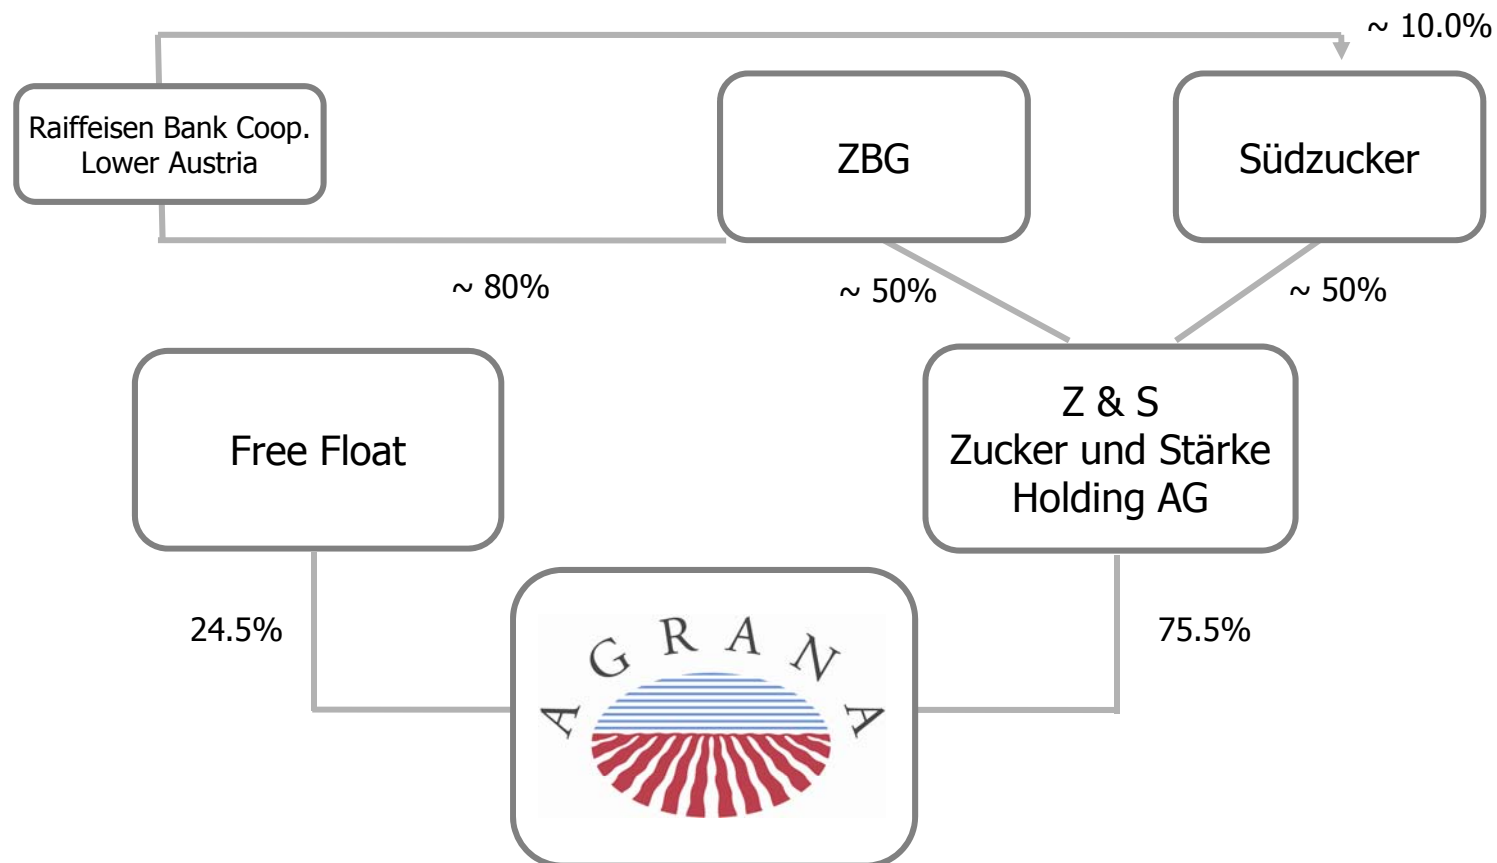 ~ 10.0%
Raiffeisen Bank Coop.
Lower Austria
ZBG
Südzucker
~ 80%
~ 50%
~ 50%
Free Float
Z & S
Zucker und Stärke
Holding AG
24.5%
75.5%
AGRANA